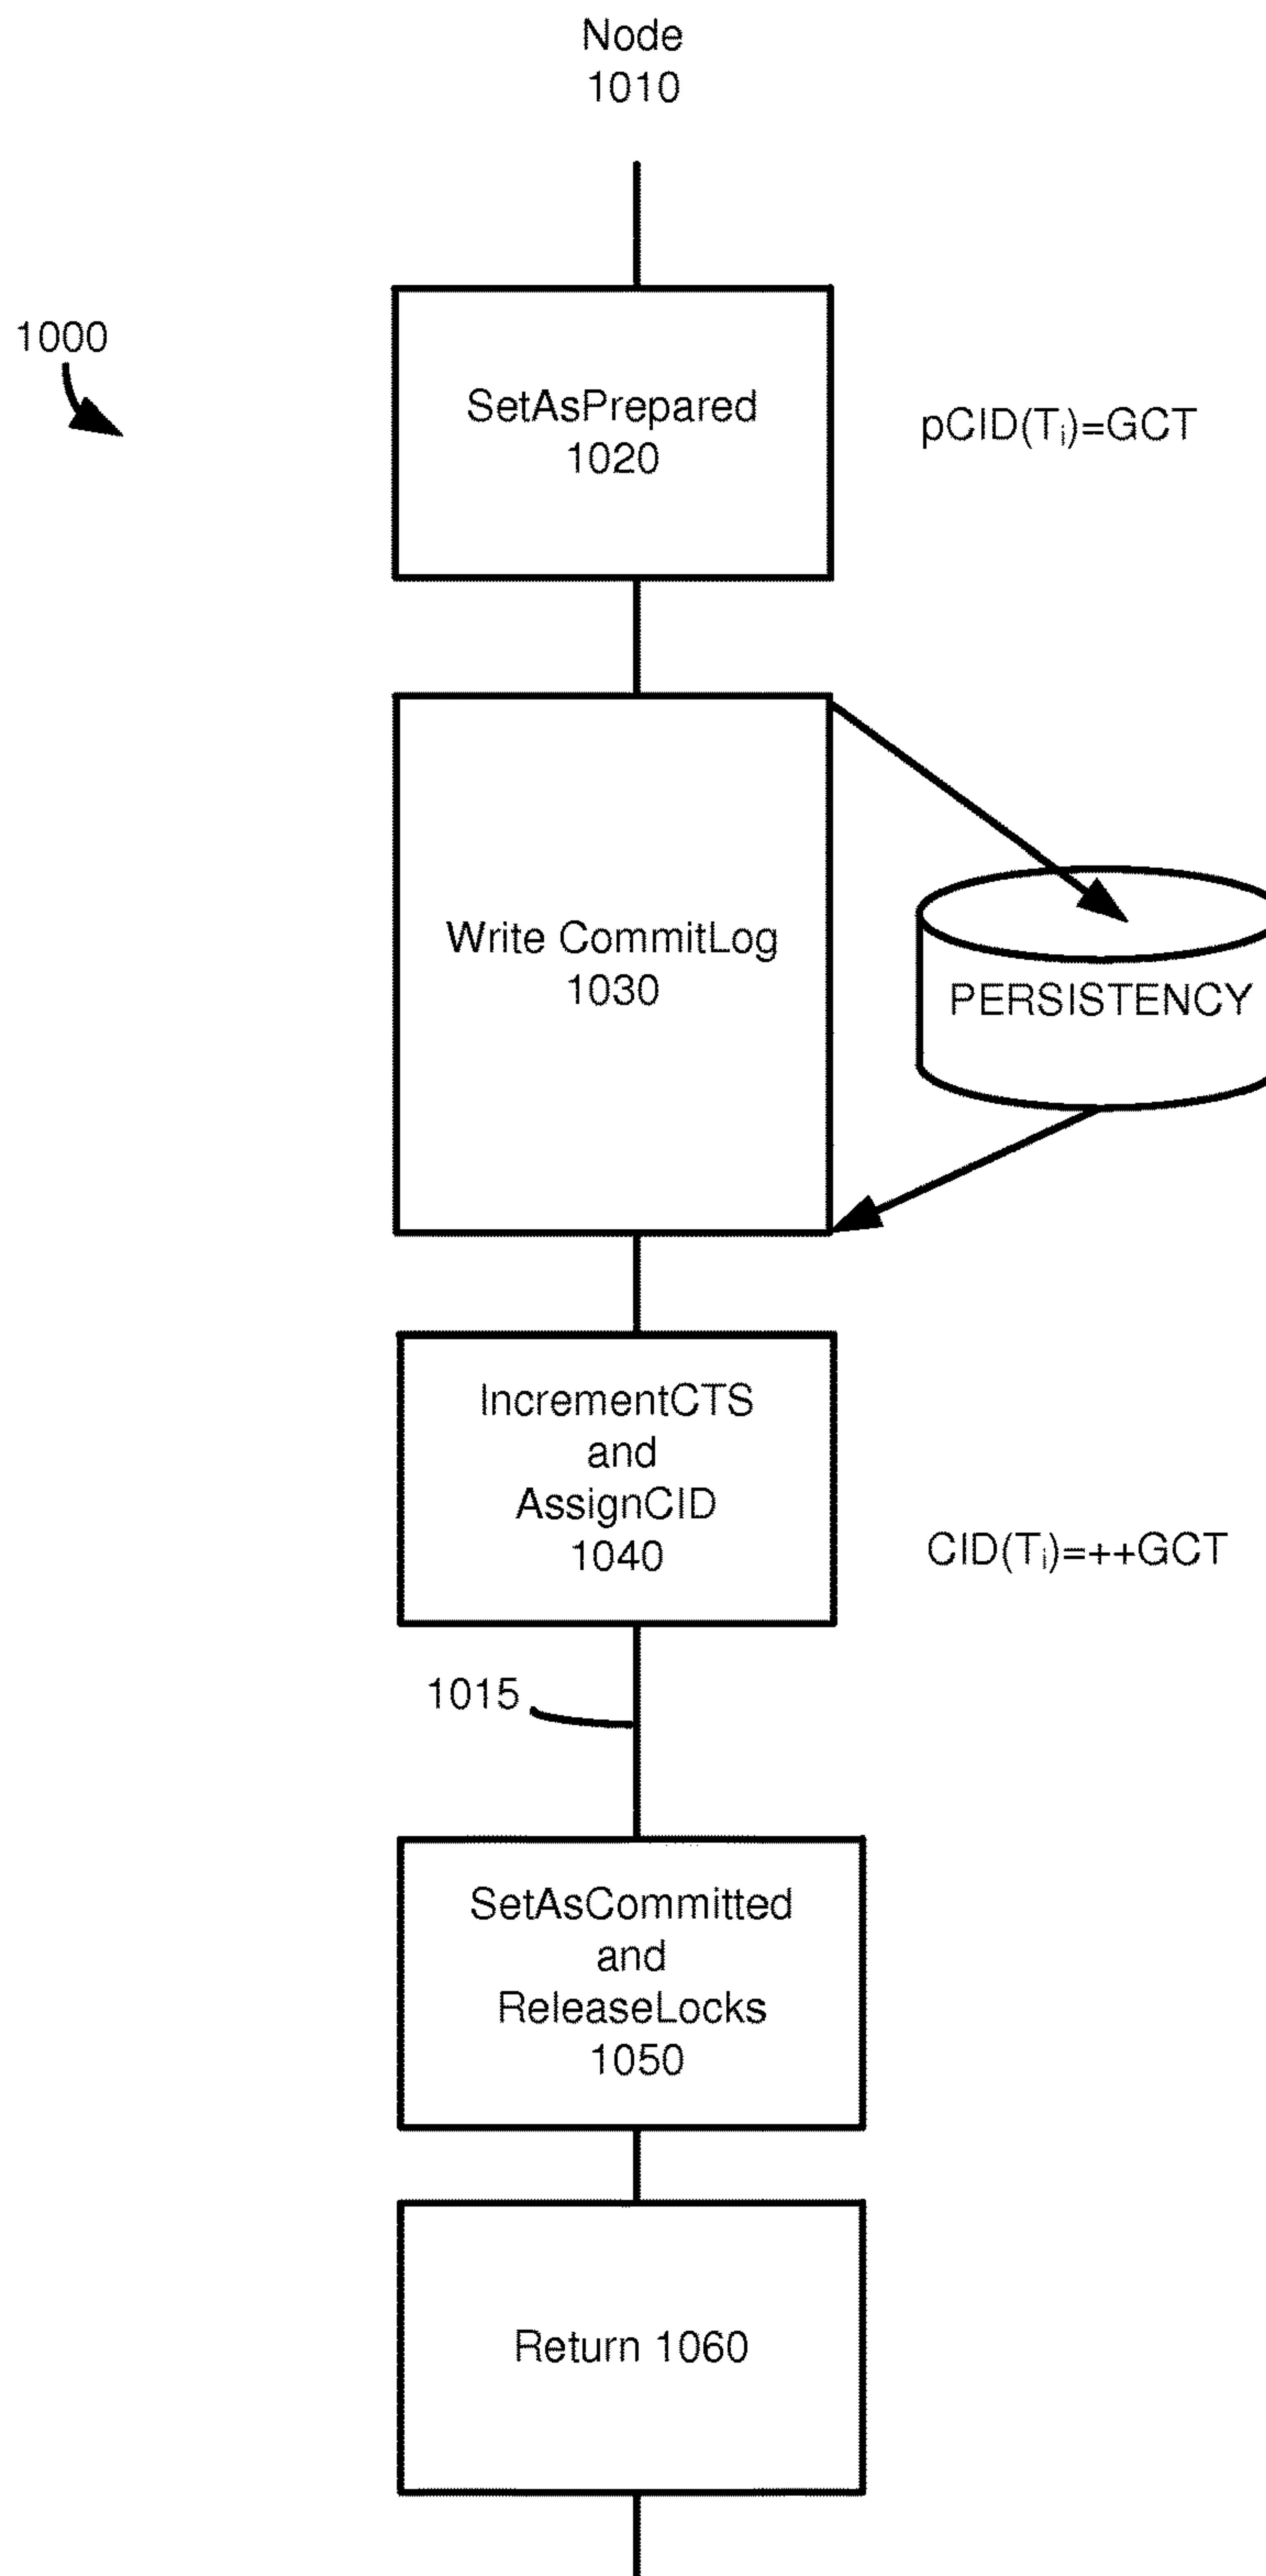 Node
1010
1000
SetAsPrepared
1020
pCID(Tᵢ)=GCT
Write CommitLog
1030
PERSISTENCY
IncrementCTS
and
AssignCID
1040
CID(Tᵢ)=++GCT
1015
SetAsCommitted
and
ReleaseLocks
1050
Return 1060